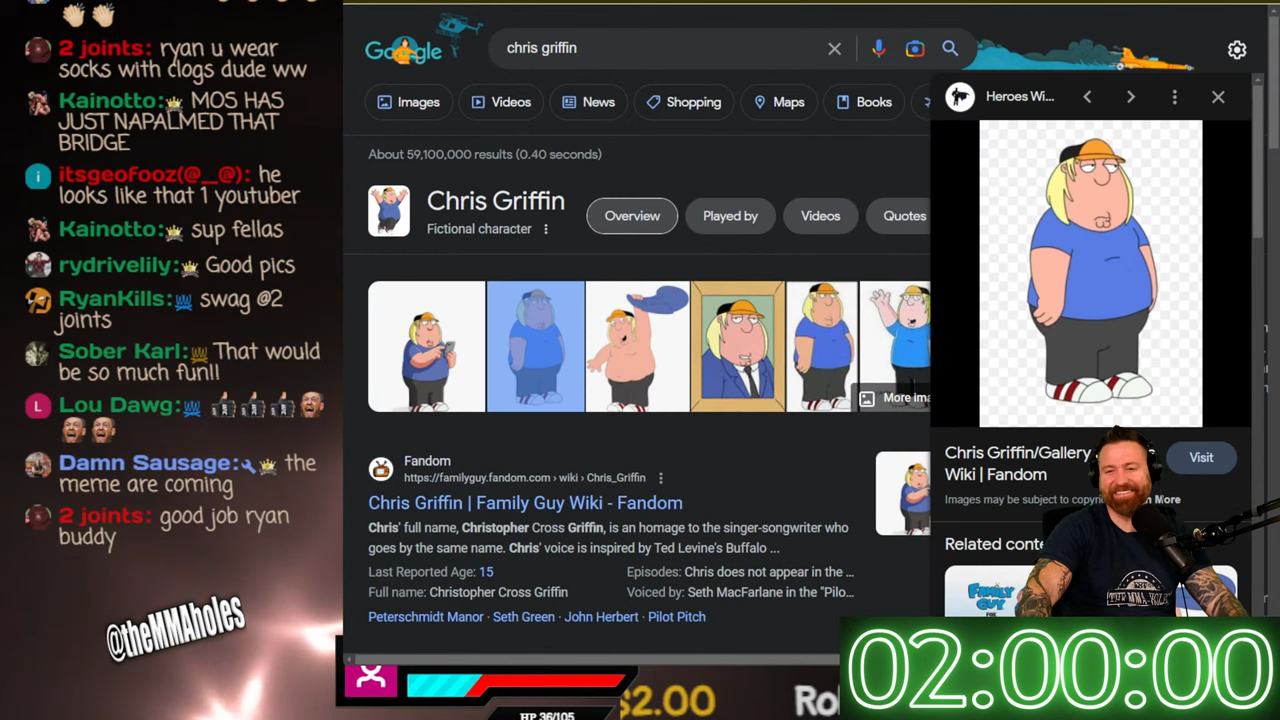 2 joints: ryan u wear
socks with clogs dude ww
Kainotto: MOS HAS
JUST NAPALMED THAT
BRIDGE
itsgeofooz(@__@): he
looks like that 1 youtuber
Kainotto: sup fellas
rydrivelily: Good pics
RyanKills: swag @2
joints
Sober Karl: That would
be so much fun!!
L Lou Dawg:
Damn Sausage: the
meme are coming
2 joints: good job ryan
buddy
@theMMAholes
Google
chris griffin
Images Videos News Shopping Maps Books
About 59,100,000 results (0.40 seconds)
Chris Griffin
Fictional character
Overview Played by Videos Quotes
More ima
Fandom
https://familyguy.fandom.com › wiki › Chris_Griffin
Chris Griffin | Family Guy Wiki - Fandom
Chris' full name, Christopher Cross Griffin, is an homage to the singer-songwriter who
goes by the same name. Chris' voice is inspired by Ted Levine's Buffalo ...
Last Reported Age: 15 Episodes: Chris does not appear in the ...
Full name: Christopher Cross Griffin Voiced by: Seth MacFarlane in the "Pilo...
Peterschmidt Manor · Seth Green · John Herbert · Pilot Pitch
Heroes Wi...
Chris Griffin/Gallery
Wiki | Fandom
Visit
Images may be subject to More
Related conte
FAMILY GUY
HP 36/105
$2.00
Ro
02:00:00